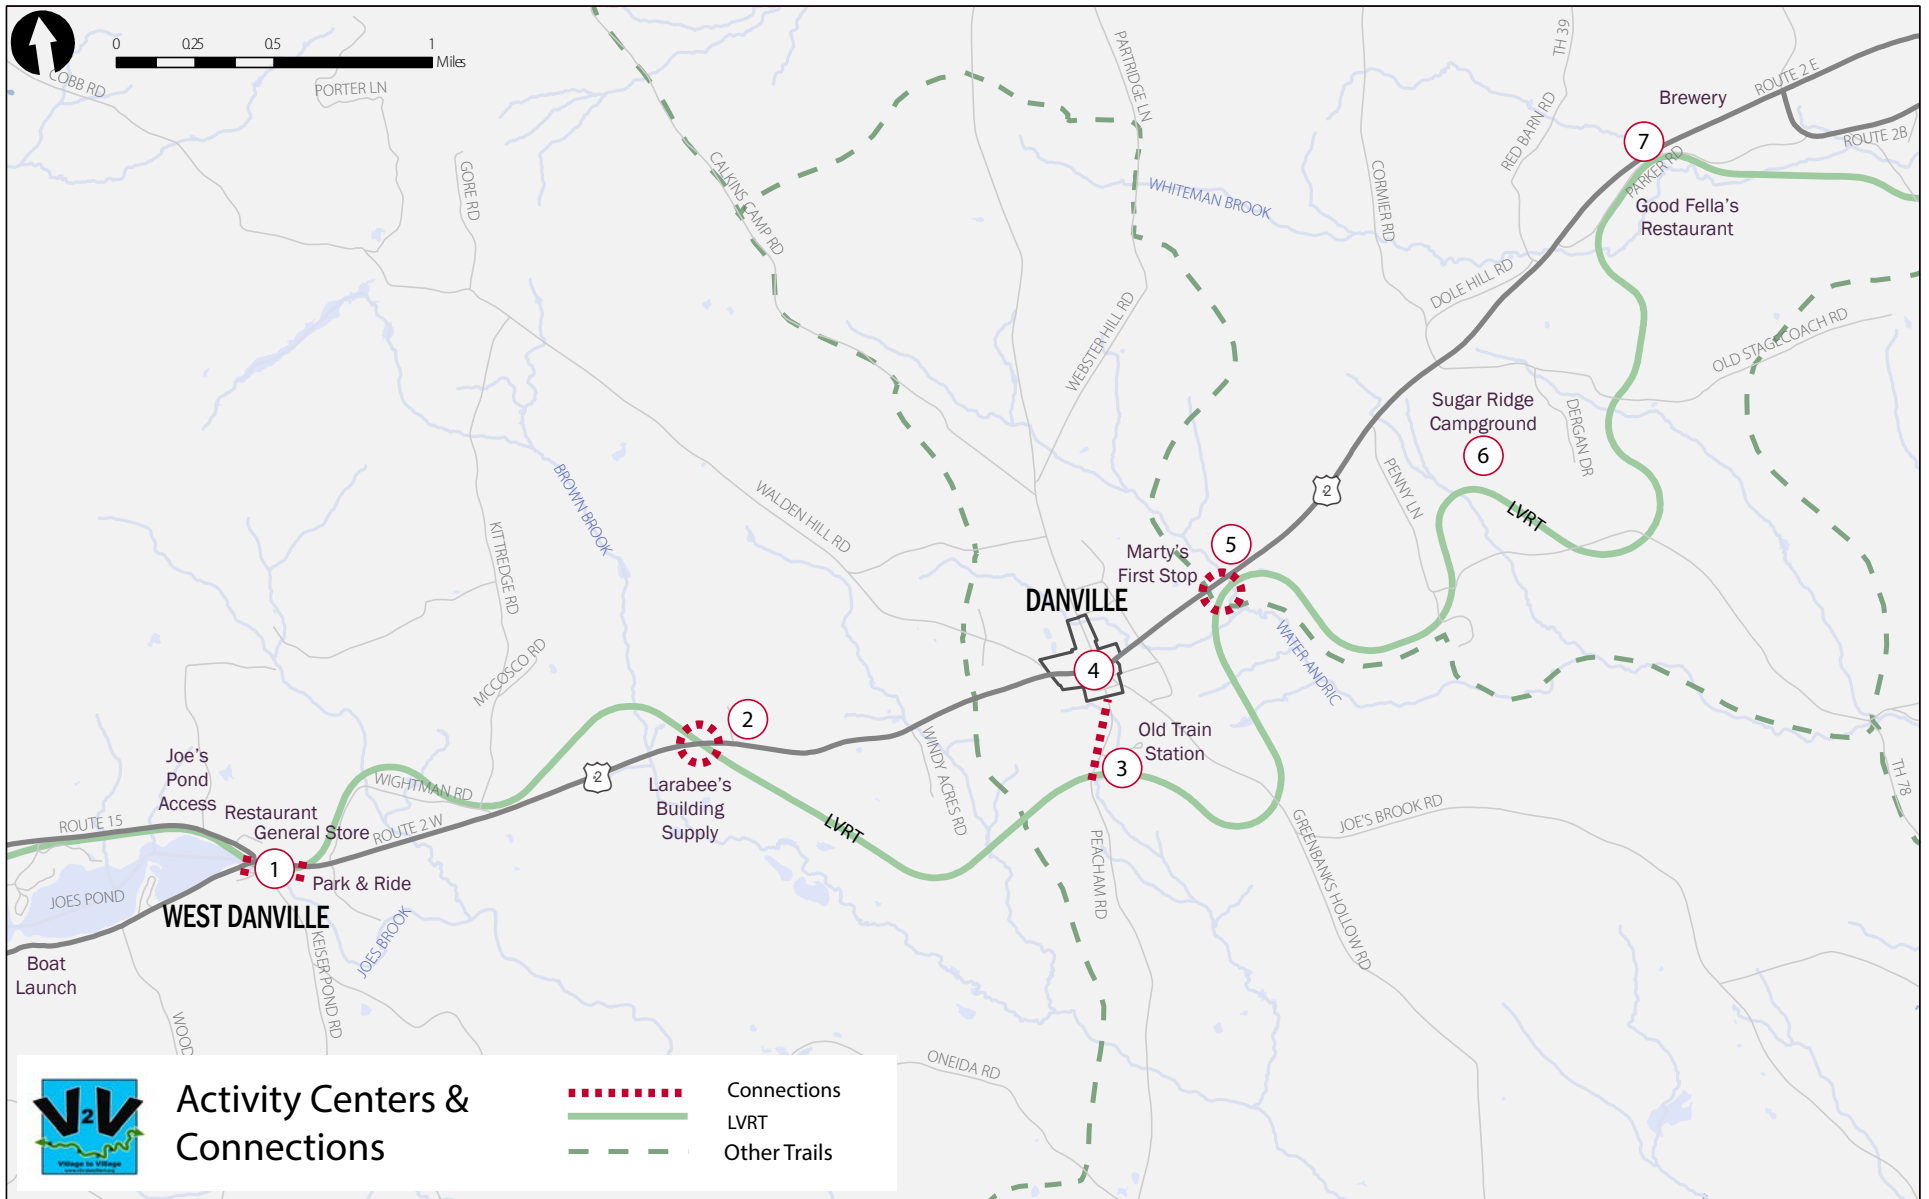 0 0.25 0.5 1
Miles
COBB RD
PORTER LN
GORE RD
CALKINS CAMP RD
PARTRIDGE LN
WHITEMAN BROOK
CORMIER RD
TH 39
RED BARN RD
Brewery
ROUTE 2 E
ROUTE 2B
7
PARKER RD
Good Fella's
Restaurant
DOLE HILL RD
OLD STAGECOACH RD
WEBSTER HILL RD
Sugar Ridge
Campground
6
DERGAN DR
PENNY LN
LVRT
2
BROWN BROOK
WALDEN HILL RD
KITTREDGE RD
MCCOSCO RD
5
Marty's
First Stop
DANVILLE
4
WATER ANDRIC
Old Train
Station
3
2
WINDY ACRES RD
2
Larabee's
Building
Supply
LVRT
Joe's
Pond
Access
WIGHTMAN RD
Restaurant
General Store
ROUTE 15
ROUTE 2 W
1
Park & Ride
JOES POND
WEST DANVILLE
JOES BROOK
KEISER POND RD
Boat
Launch
WOOD
PEACHAM RD
GREENBANKS HOLLOW RD
JOE'S BROOK RD
TH 78
ONEIDA RD
V2V
Village to Village
Activity Centers &
Connections
Connections
LVRT
Other Trails